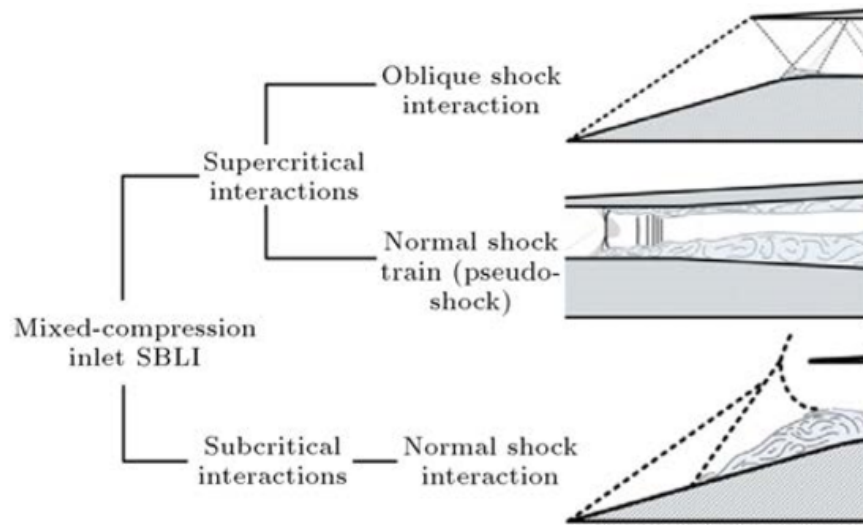 Oblique shock
interaction
Supercritical
interactions
Normal shock
train (pseudo-
shock)
Mixed-compression
inlet SBLI
Subcritical
interactions
Normal shock
interaction